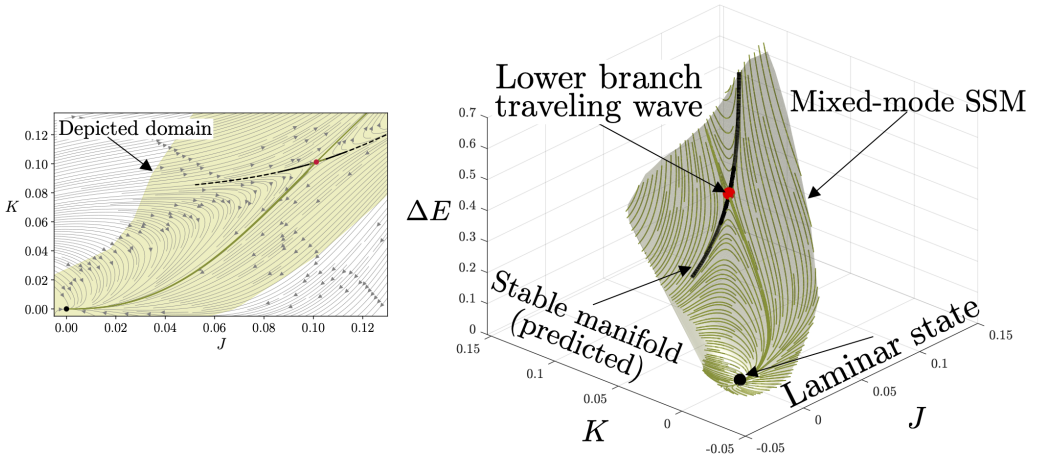 Depicted domain
K
0.12
0.10
0.08
0.06
0.04
0.02
0.00
0.00
0.02
0.04
0.06
0.08
0.10
0.12
J
Lower branch
traveling wave
Mixed-mode SSM
ΔE
0.7
0.6
0.5
0.4
0.3
0.2
0.1
0
Stable manifold
(predicted)
Laminar state
0.15
0.1
0.05
0
-0.05
K
-0.05
0
0.05
0.1
0.15
J